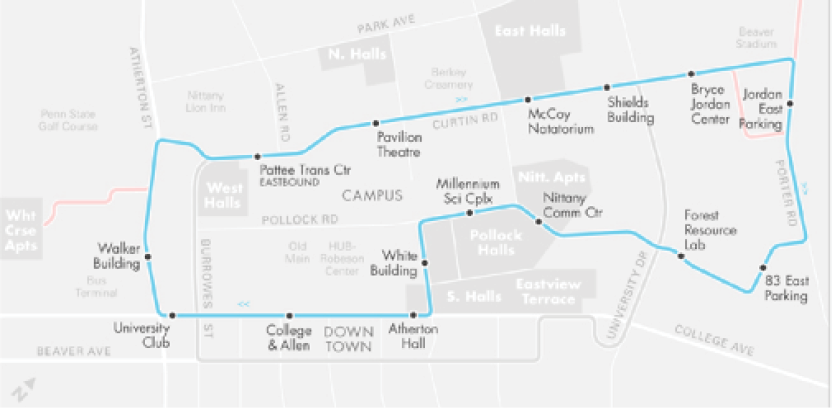 PARK AVE
East Halls
Beaver
Stadium
ATHERTON ST
N. Halls
Berkey
Creamery
Nittany
Lion Inn
ALLEN RD
Penn State
Golf Course
>>
CURTIN RD
Pavilion
Theatre
McCoy
Natatorium
Shields
Building
Bryce
Jordan
Center
Jordan
East
Parking
Pattee Trans Ctr
EASTBOUND
West
Halls
CAMPUS
Millennium
Sci Cplx
Nitt. Apts
Nittany
Comm Ctr
>>
PORTER RD
Wht
Crse
Apts
POLLOCK RD
Pollock
Halls
Forest
Resource
Lab
Walker
Building
Old
Main
HUB-
Robeson
Center
White
Building
Bus
Terminal
BURROWES ST
S. Halls
Eastview
Terrace
UNIVERSITY DR
83 East
Parking
<<
University
Club
College
& Allen
DOWN
TOWN
Atherton
Hall
BEAVER AVE
COLLEGE AVE
N